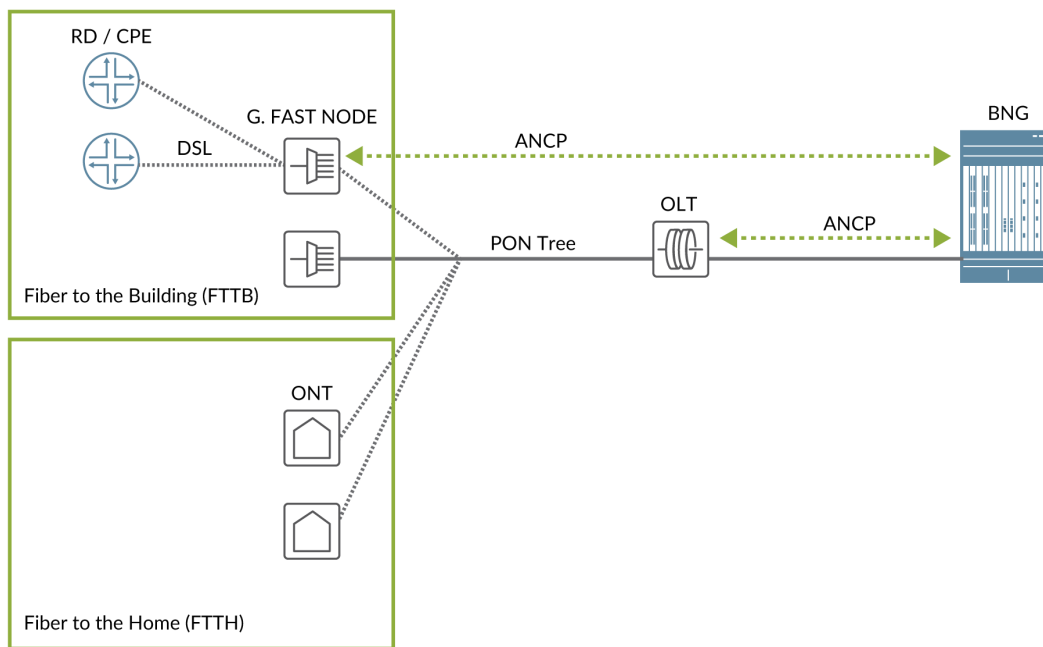 RD / CPE
G. FAST NODE
BNG
DSL
ANCP
OLT
ANCP
PON Tree
Fiber to the Building (FTTB)
ONT
Fiber to the Home (FTTH)